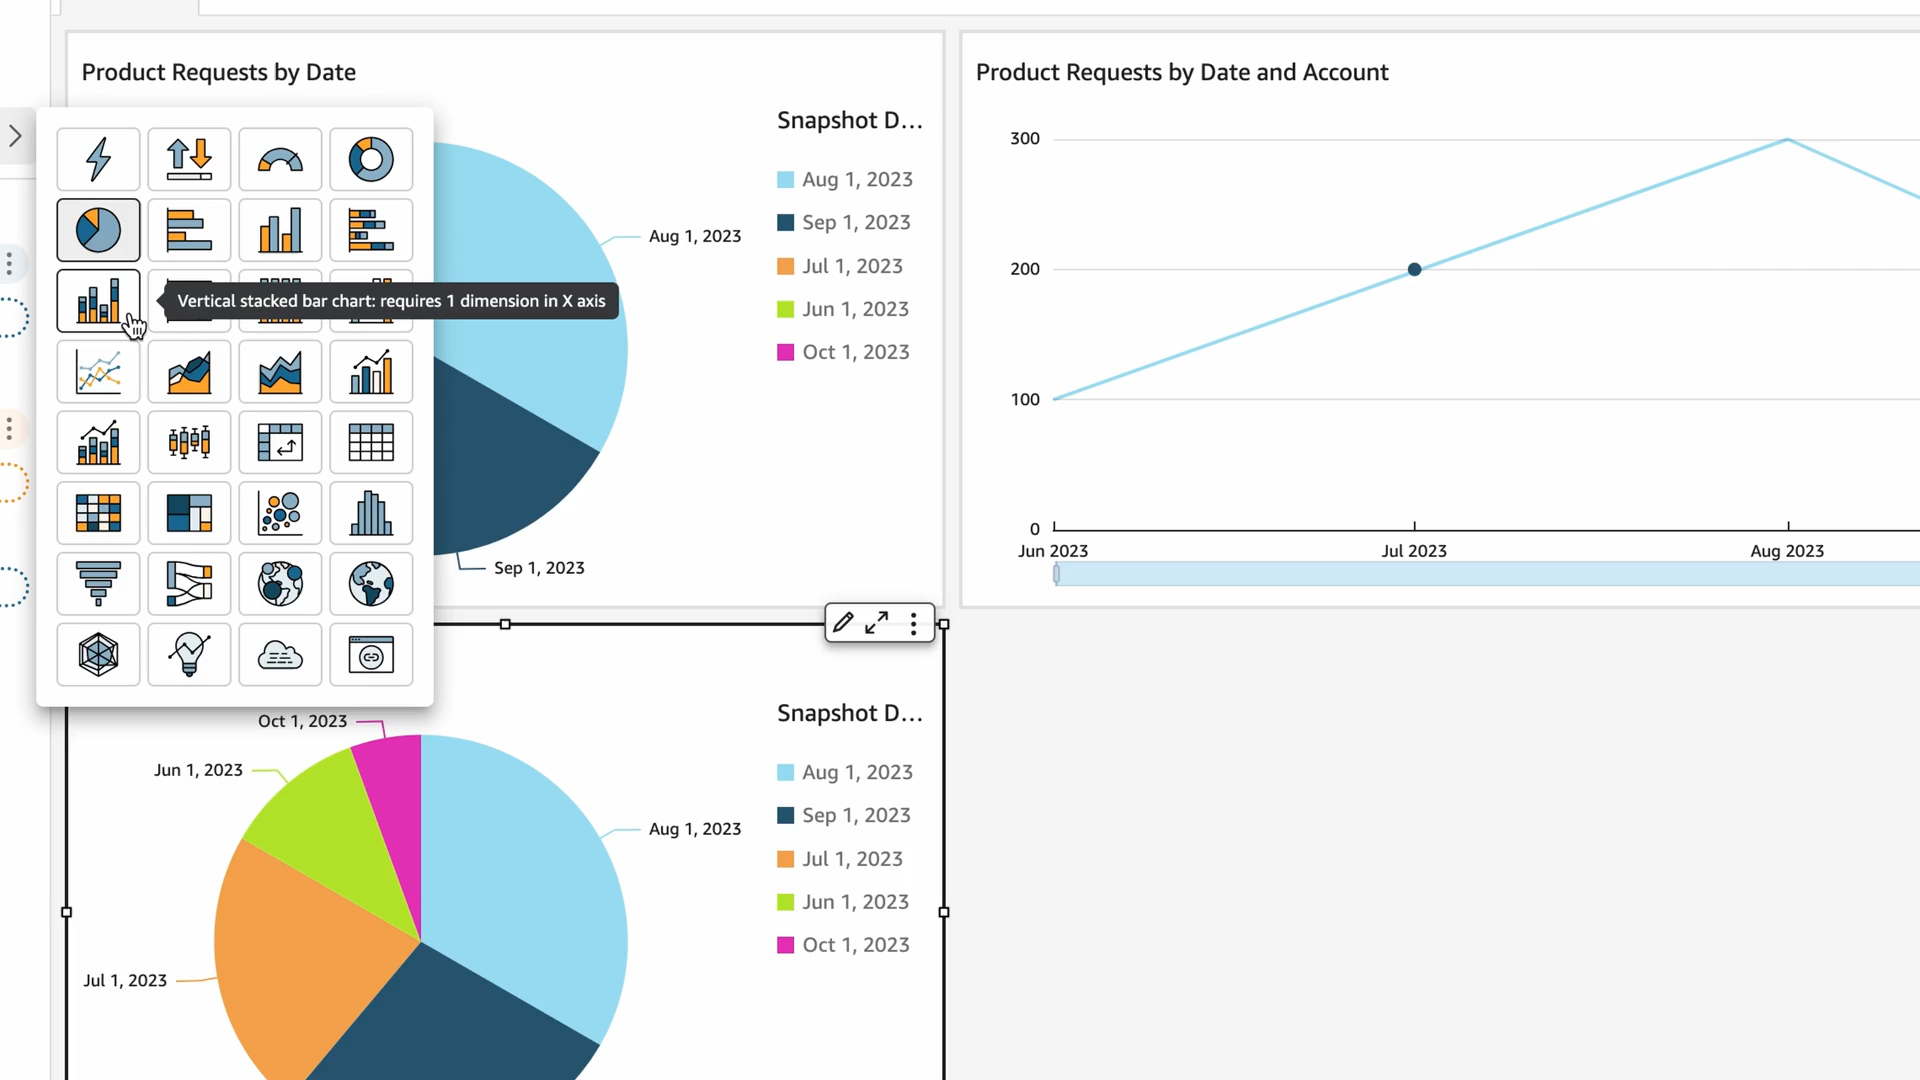 Product Requests by Date
Snapshot D...
Aug 1, 2023
Sep 1, 2023
Jul 1, 2023
Jun 1, 2023
Oct 1, 2023
Aug 1, 2023
Sep 1, 2023
Vertical stacked bar chart: requires 1 dimension in X axis
Product Requests by Date and Account
300
200
100
0
Jun 2023
Jul 2023
Aug 2023
Snapshot D...
Aug 1, 2023
Sep 1, 2023
Jul 1, 2023
Jun 1, 2023
Oct 1, 2023
Oct 1, 2023
Jun 1, 2023
Aug 1, 2023
Jul 1, 2023